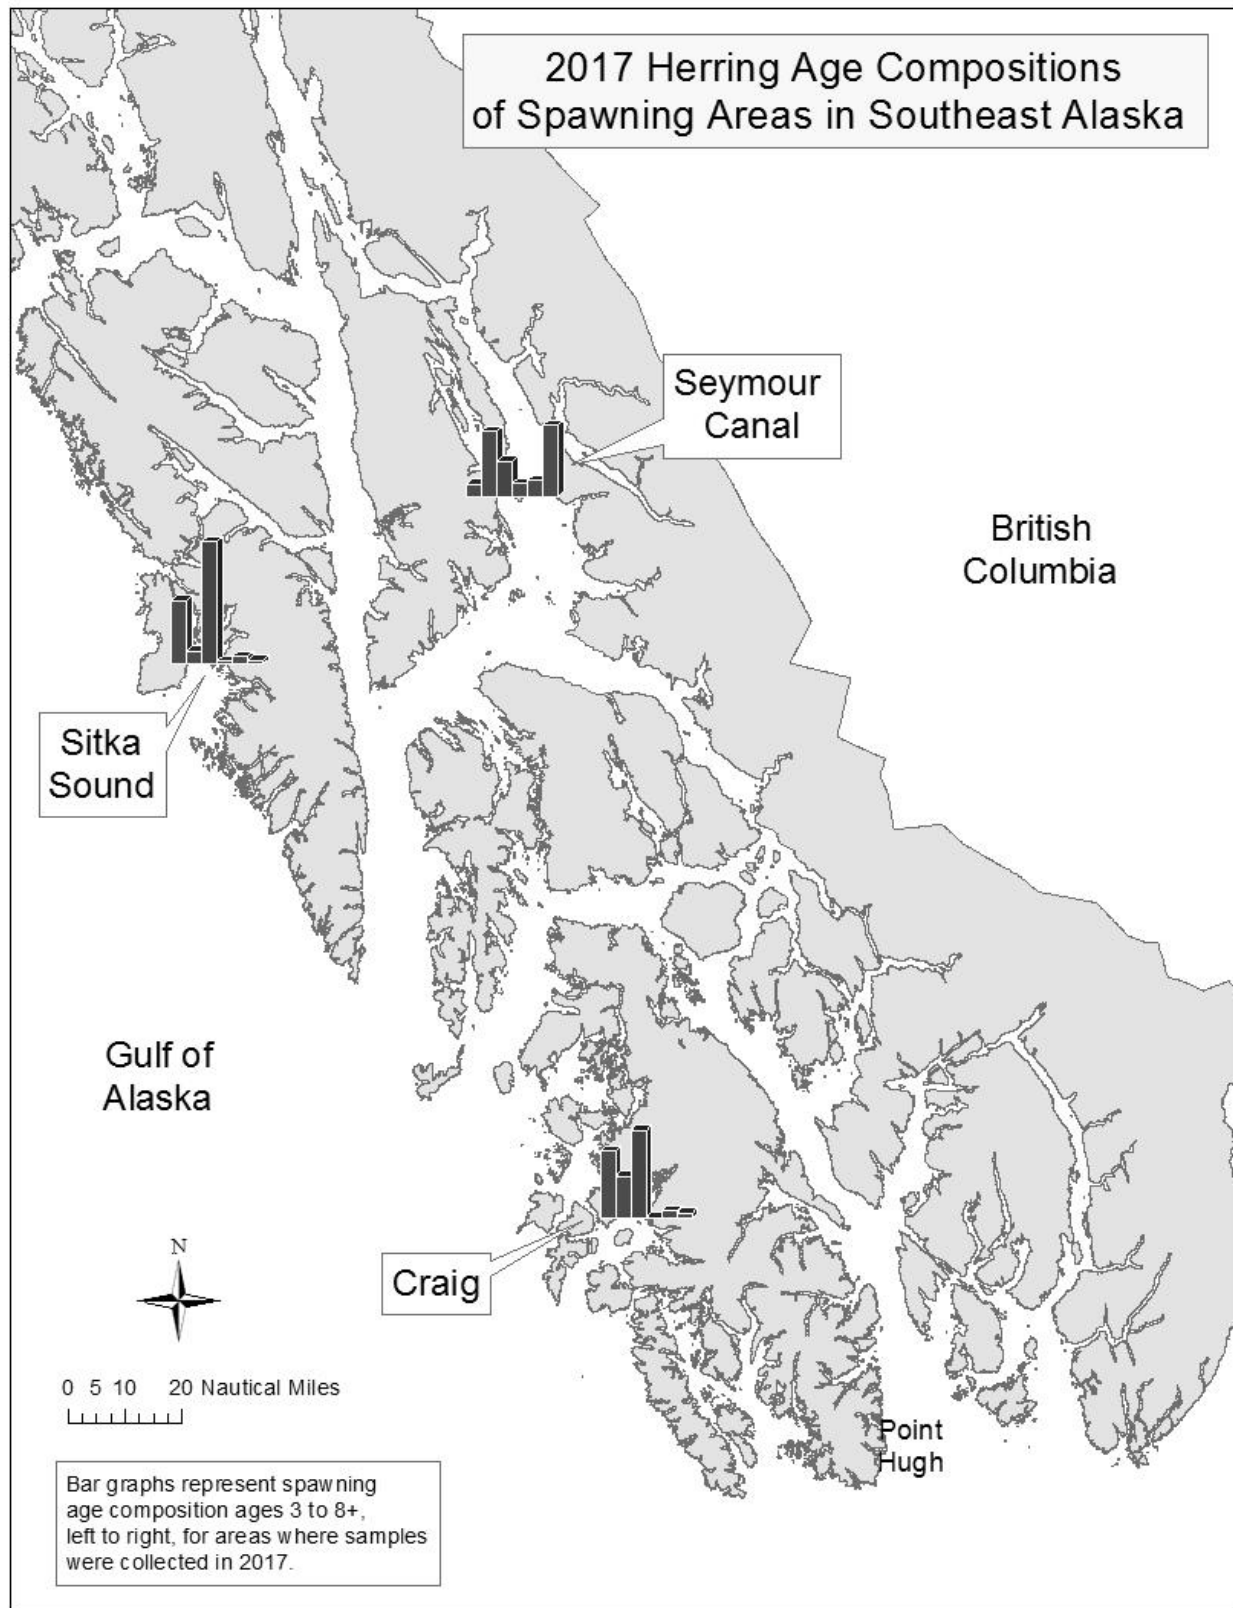 2017 Herring Age Compositions
of Spawning Areas in Southeast Alaska
Seymour
Canal
British
Columbia
Sitka
Sound
Gulf of
Alaska
Craig
N
0 5 10 20 Nautical Miles
Point
Hugh
Bar graphs represent spawning
age composition ages 3 to 8+,
left to right, for areas where samples
were collected in 2017.